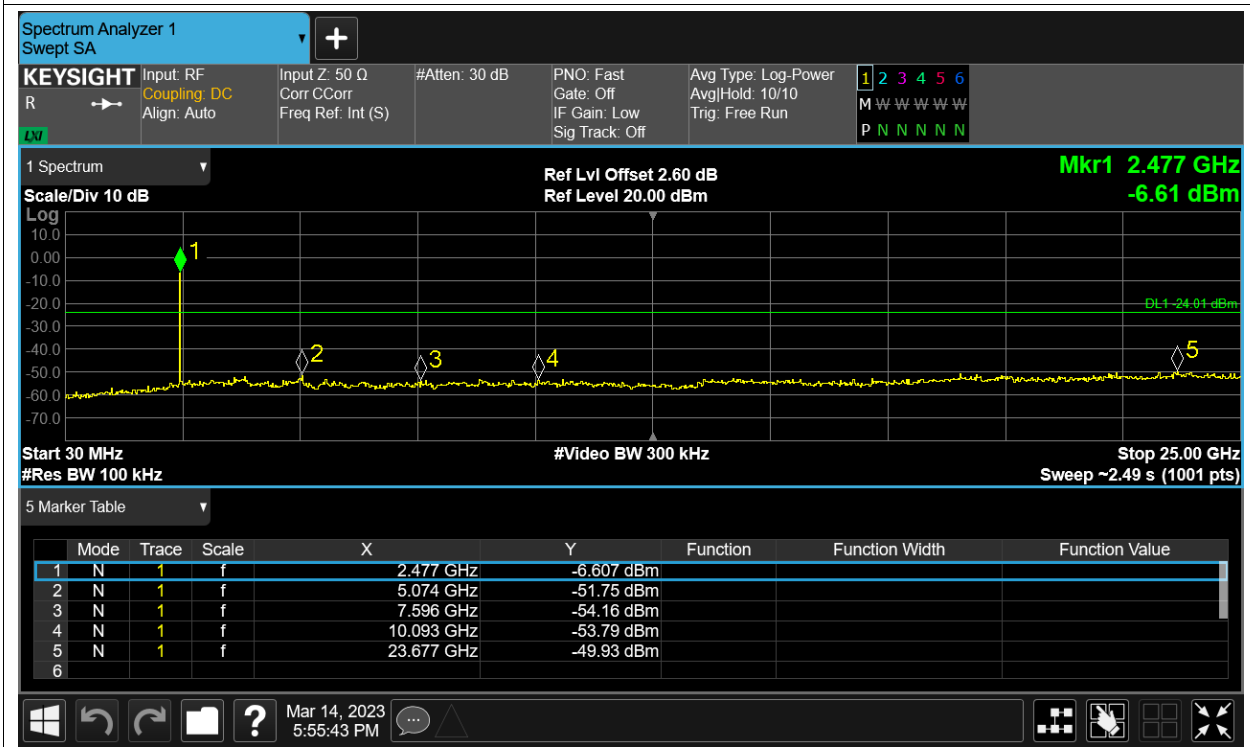 Spectrum Analyzer 1
Swept SA
KEYSIGHT Input: RF Input Z: 50 Ω #Atten: 30 dB PNO: Fast Avg Type: Log-Power 1 2 3 4 5 6
R Coupling: DC Corr CCorr Gate: Off Avg|Hold: 10/10 M W W W W W
Align: Auto Freq Ref: Int (S) IF Gain: Low Trig: Free Run
LXI Sig Track: Off P N N N N N
1 Spectrum Ref Lvl Offset 2.60 dB Mkr1 2.477 GHz
Scale/Div 10 dB Ref Level 20.00 dBm -6.61 dBm
Log
10.0
0.00 1
-10.0
-20.0 DL1 -24.01 dBm
-30.0
-40.0 2 3 4 5
-50.0
-60.0
-70.0
Start 30 MHz #Video BW 300 kHz Stop 25.00 GHz
#Res BW 100 kHz Sweep ~2.49 s (1001 pts)
5 Marker Table
Mode Trace Scale X Y Function Function Width Function Value
1 N 1 f 2.477 GHz -6.607 dBm
2 N 1 f 5.074 GHz -51.75 dBm
3 N 1 f 7.596 GHz -54.16 dBm
4 N 1 f 10.093 GHz -53.79 dBm
5 N 1 f 23.677 GHz -49.93 dBm
6
? Mar 14, 2023
5:55:43 PM